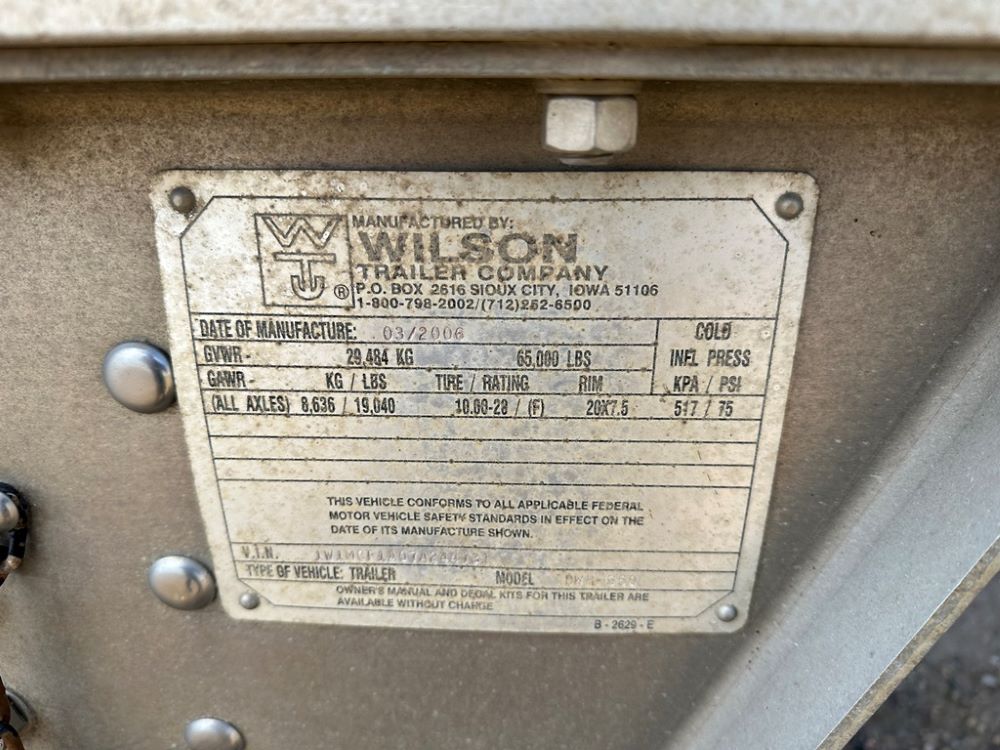 MANUFACTURED BY:
WILSON
TRAILER COMPANY
P.O. BOX 2616 SIOUX CITY, IOWA 51106
1-800-798-2002/(712)252-6500
DATE OF MANUFACTURE: 03/2006
COLD
GVWR - 29,484 KG 65,000 LBS
INFL PRESS
GAWR - KG / LBS TIRE / RATING RIM KPA / PSI
(ALL AXLES) 8,636 / 19,040 10.00-20 / (F) 20X7.5 517 / 75
THIS VEHICLE CONFORMS TO ALL APPLICABLE FEDERAL
MOTOR VEHICLE SAFETY STANDARDS IN EFFECT ON THE
DATE OF ITS MANUFACTURE SHOWN.
V.I.N.
TYPE OF VEHICLE: TRAILER MODEL
OWNER'S MANUAL AND DECAL KITS FOR THIS TRAILER ARE
AVAILABLE WITHOUT CHARGE
B - 2629 - E